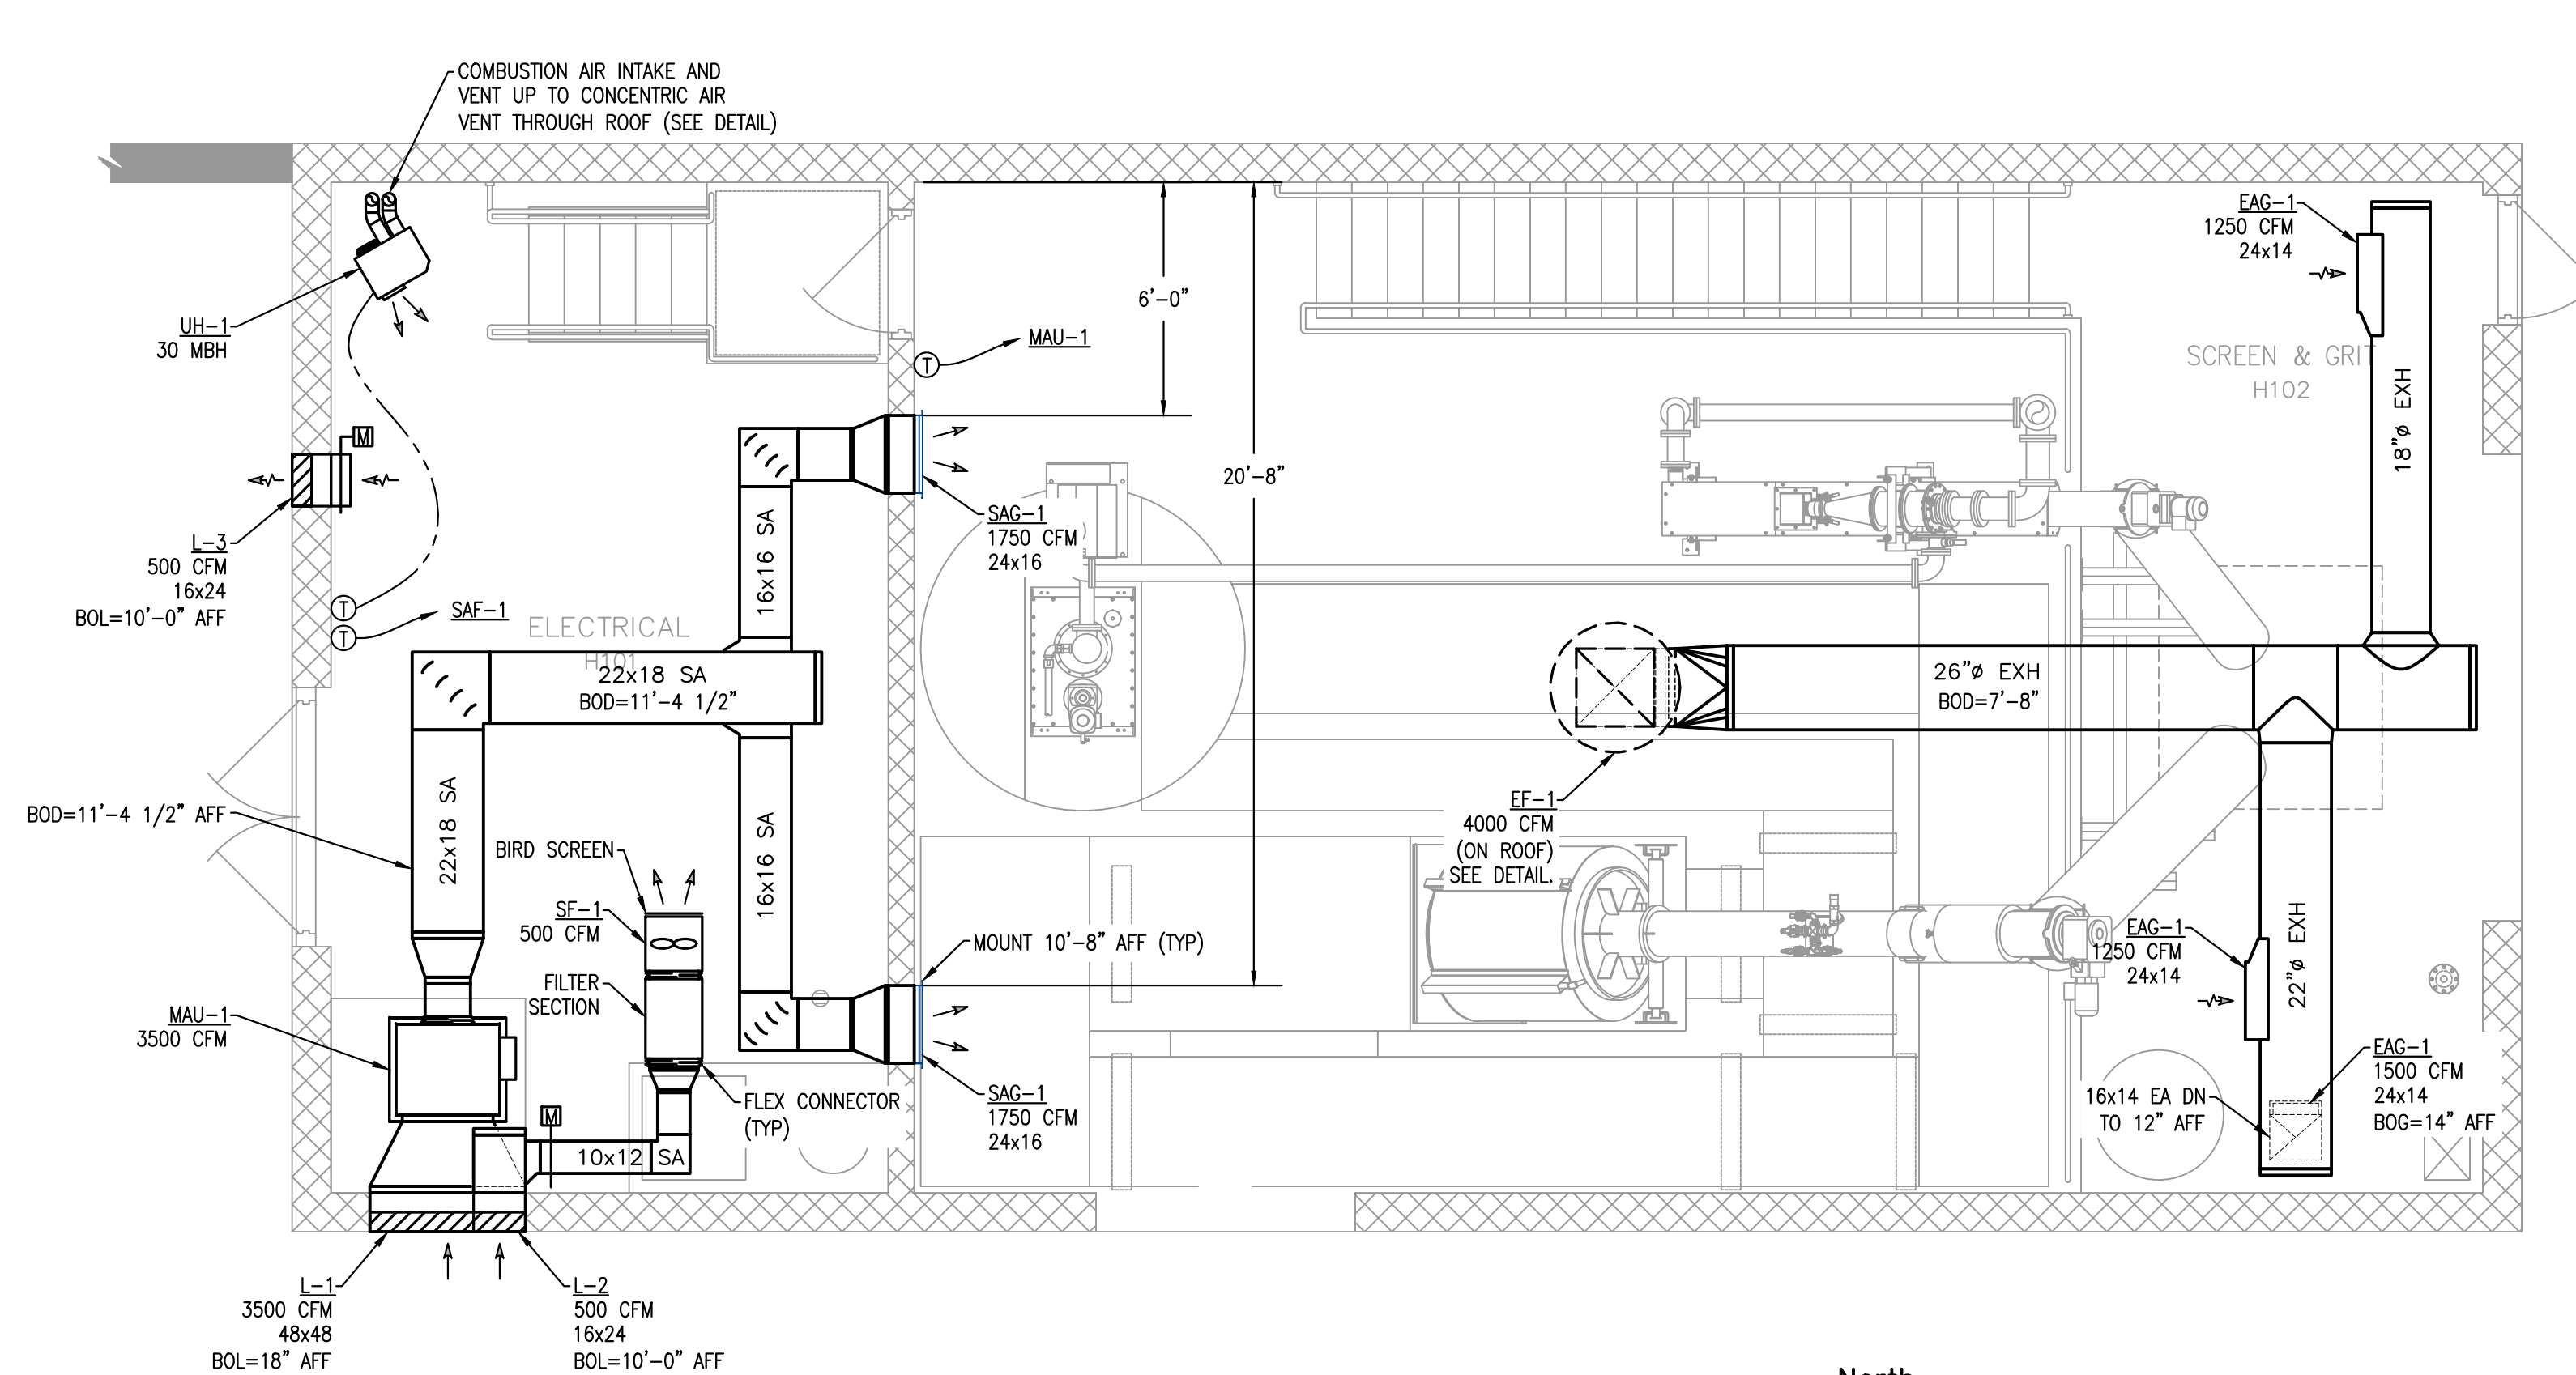 COMBUSTION AIR INTAKE AND
VENT UP TO CONCENTRIC AIR
VENT THROUGH ROOF (SEE DETAIL)
UH-1
30 MBH
L-3
500 CFM
16x24
BOL=10'-0" AFF
M
T
T
SAF-1
ELECTRICAL
H101
22x18 SA
BOD=11'-4 1/2"
16x16 SA
16x16 SA
22x18 SA
BOD=11'-4 1/2" AFF
BIRD SCREEN
SF-1
500 CFM
FILTER
SECTION
MAU-1
3500 CFM
FLEX CONNECTOR
(TYP)
M
10x12 SA
L-1
3500 CFM
48x48
BOL=18" AFF
L-2
500 CFM
16x24
BOL=10'-0" AFF
T
MAU-1
6'-0"
20'-8"
SAG-1
1750 CFM
24x16
MOUNT 10'-8" AFF (TYP)
SAG-1
1750 CFM
24x16
EF-1
4000 CFM
(ON ROOF)
SEE DETAIL.
26"ø EXH
BOD=7'-8"
EAG-1
1250 CFM
24x14
SCREEN & GRIT
H102
18"ø EXH
EAG-1
1250 CFM
24x14
22"ø EXH
16x14 EA DN
TO 12" AFF
EAG-1
1500 CFM
24x14
BOG=14" AFF
North